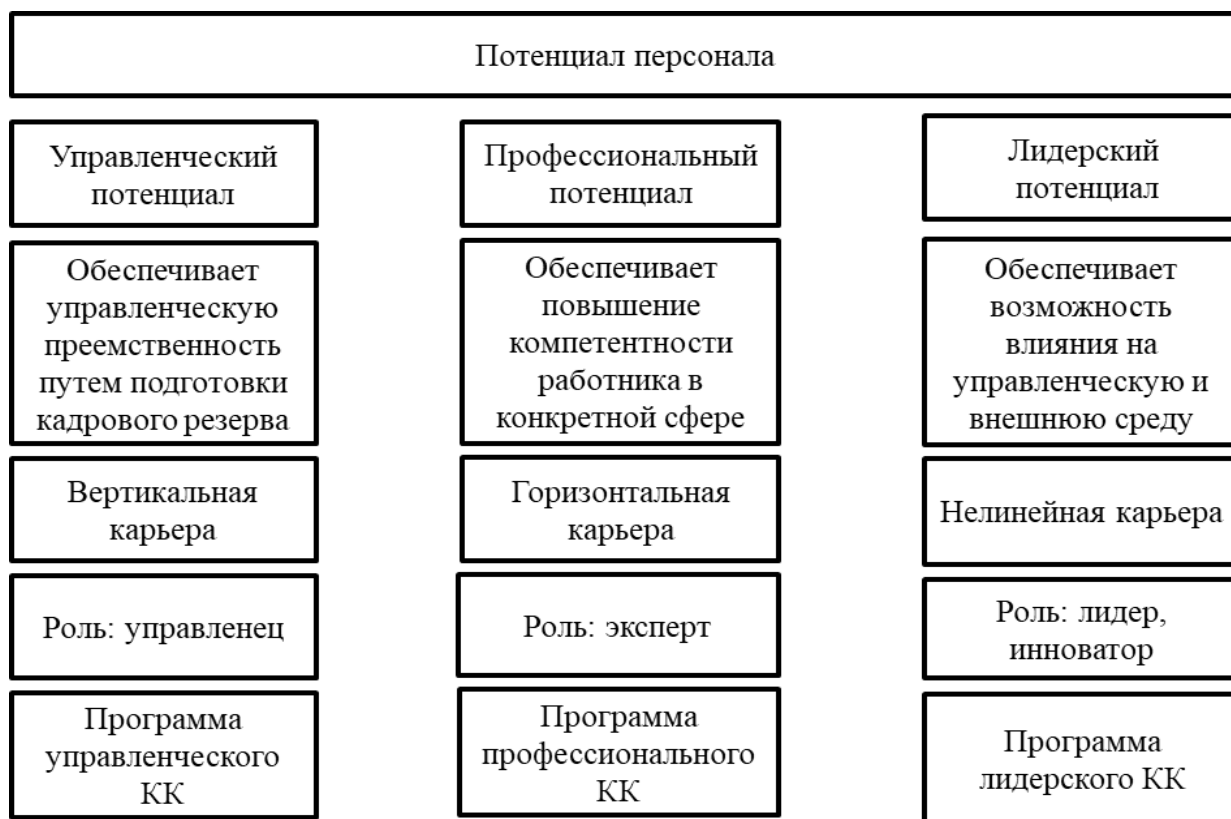 Потенциал персонала
Управленческий
потенциал
Профессиональный
потенциал
Лидерский
потенциал
Обеспечивает
управленческую
преемственность
путем подготовки
кадрового резерва
Обеспечивает
повышение
компетентности
работника в
конкретной сфере
Обеспечивает
возможность
влияния на
управленческую и
внешнюю среду
Вертикальная
карьера
Горизонтальная
карьера
Нелинейная карьера
Роль: управленец
Роль: эксперт
Роль: лидер,
инноватор
Программа
управленческого
КК
Программа
профессионального
КК
Программа
лидерского КК